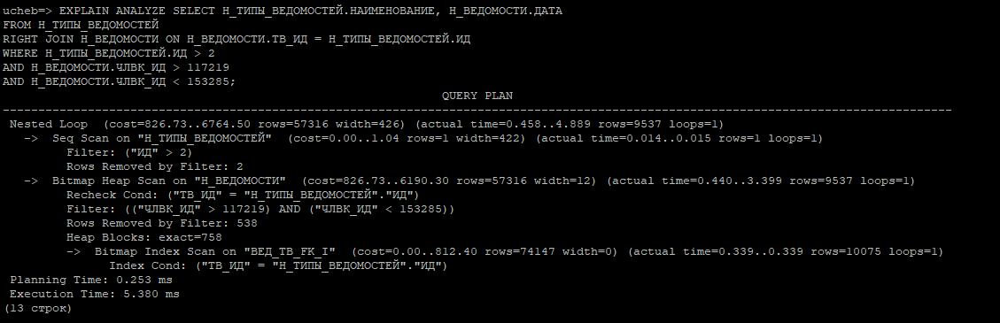 ucheb=> EXPLAIN ANALYZE SELECT Н_ТИПЫ_ВЕДОМОСТЕЙ.НАИМЕНОВАНИЕ, Н_ВЕДОМОСТИ.ДАТА
FROM Н_ТИПЫ_ВЕДОМОСТЕЙ
RIGHT JOIN Н_ВЕДОМОСТИ ON Н_ВЕДОМОСТИ.ТВ_ИД = Н_ТИПЫ_ВЕДОМОСТЕЙ.ИД
WHERE Н_ТИПЫ_ВЕДОМОСТЕЙ.ИД > 2
AND Н_ВЕДОМОСТИ.ЧЛВК_ИД > 117219
AND Н_ВЕДОМОСТИ.ЧЛВК_ИД < 153285;
QUERY PLAN
--------------------------------------------------------------------------------------------------------------------------------------
Nested Loop  (cost=826.73..6764.50 rows=57316 width=426) (actual time=0.458..4.889 rows=9537 loops=1)
  ->  Seq Scan on "Н_ТИПЫ_ВЕДОМОСТЕЙ"  (cost=0.00..1.04 rows=1 width=422) (actual time=0.014..0.015 rows=1 loops=1)
        Filter: ("ИД" > 2)
        Rows Removed by Filter: 2
  ->  Bitmap Heap Scan on "Н_ВЕДОМОСТИ"  (cost=826.73..6190.30 rows=57316 width=12) (actual time=0.440..3.399 rows=9537 loops=1)
        Recheck Cond: ("ТВ_ИД" = "Н_ТИПЫ_ВЕДОМОСТЕЙ"."ИД")
        Filter: (("ЧЛВК_ИД" > 117219) AND ("ЧЛВК_ИД" < 153285))
        Rows Removed by Filter: 538
        Heap Blocks: exact=758
        ->  Bitmap Index Scan on "ВЕД_ТВ_FK_I"  (cost=0.00..812.40 rows=74147 width=0) (actual time=0.339..0.339 rows=10075 loops=1)
              Index Cond: ("ТВ_ИД" = "Н_ТИПЫ_ВЕДОМОСТЕЙ"."ИД")
Planning Time: 0.253 ms
Execution Time: 5.380 ms
(13 строк)